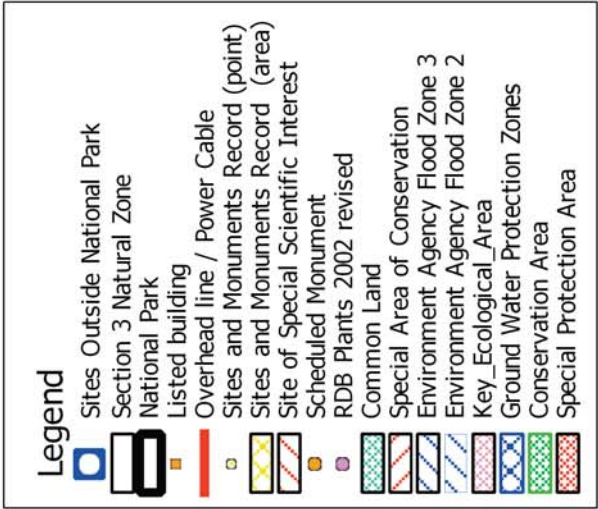 Legend
Sites Outside National Park
Section 3 Natural Zone
National Park
Listed building
Overhead line / Power Cable
Sites and Monuments Record (point)
Sites and Monuments Record (area)
Site of Special Scientific Interest
Scheduled Monument
RDB Plants 2002 revised
Common Land
Special Area of Conservation
Environment Agency Flood Zone 3
Environment Agency Flood Zone 2
Key_Ecological_Area
Ground Water Protection Zones
Conservation Area
Special Protection Area